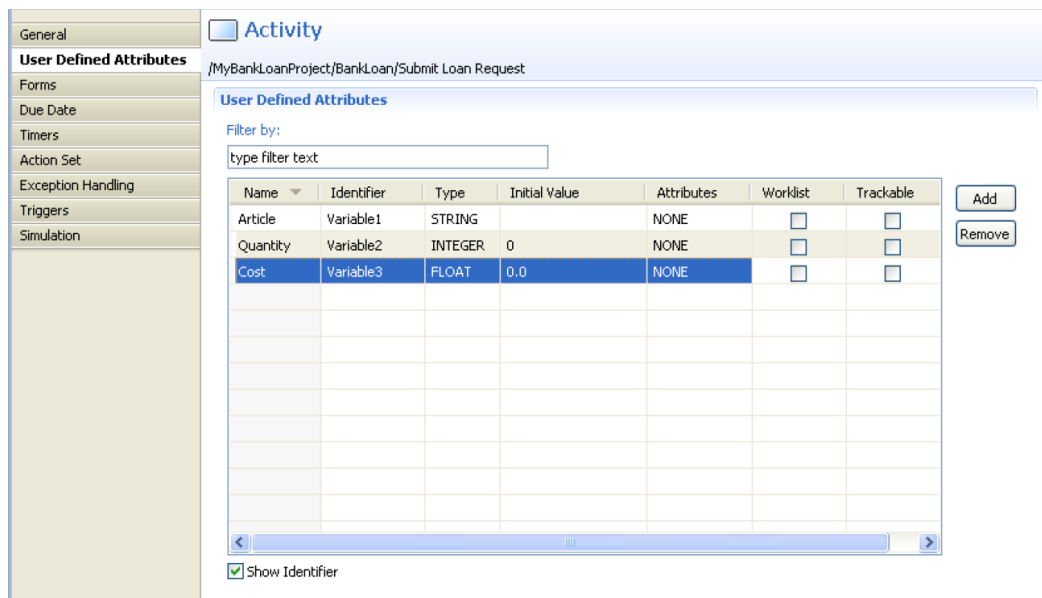 General
User Defined Attributes
Forms
Due Date
Timers
Action Set
Exception Handling
Triggers
Simulation
Activity
/MyBankLoanProject/BankLoan/Submit Loan Request
User Defined Attributes
Filter by:
type filter text
Name Identifier Type Initial Value Attributes Worklist Trackable
Article Variable1 STRING NONE
Quantity Variable2 INTEGER 0 NONE
Cost Variable3 FLOAT 0.0 NONE
Add
Remove
Show Identifier